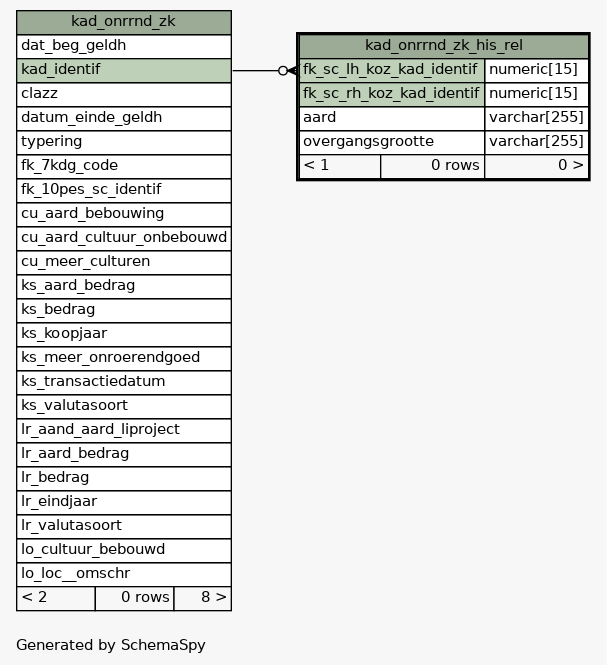 kad_onrrnd_zk
dat_beg_geldh
kad_identif
clazz
datum_einde_geldh
typering
fk_7kdg_code
fk_10pes_sc_identif
cu_aard_bebouwing
cu_aard_cultuur_onbebouwd
cu_meer_culturen
ks_aard_bedrag
ks_bedrag
ks_koopjaar
ks_meer_onroerendgoed
ks_transactiedatum
ks_valutasoort
lr_aand_aard_liproject
lr_aard_bedrag
lr_bedrag
lr_eindjaar
lr_valutasoort
lo_cultuur_bebouwd
lo_loc__omschr
< 2 0 rows 8 >
kad_onrrnd_zk_his_rel
fk_sc_lh_koz_kad_identif numeric[15]
fk_sc_rh_koz_kad_identif numeric[15]
aard varchar[255]
overgangsgrootte varchar[255]
< 1 0 rows 0 >
Generated by SchemaSpy